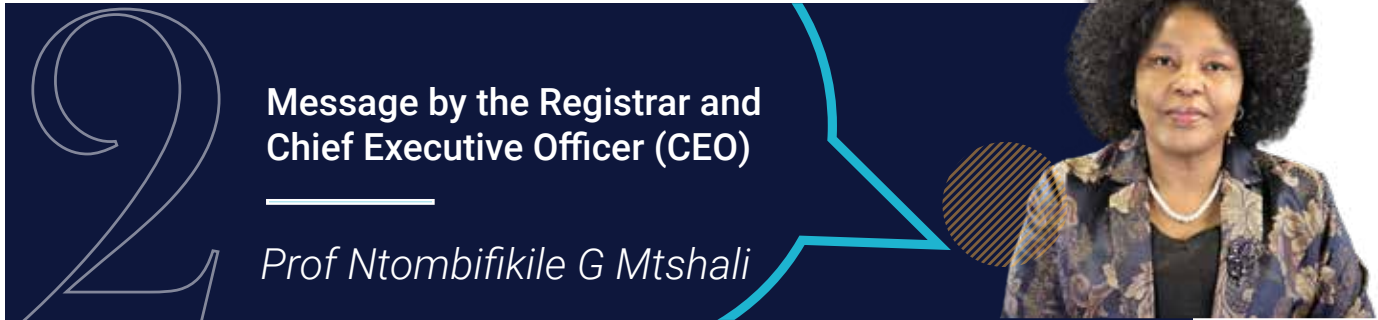 2
Message by the Registrar and
Chief Executive Officer (CEO)
Prof Ntombifikile G Mtshali